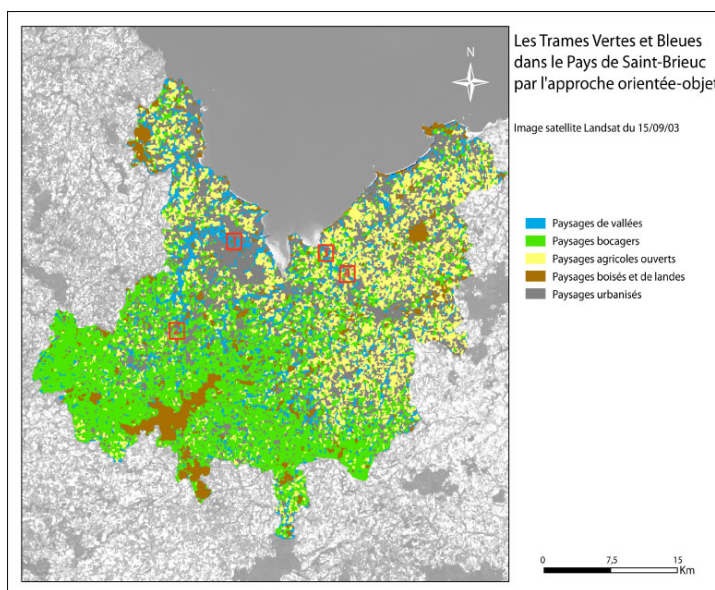 Les Trames Vertes et Bleues
dans le Pays de Saint-Brieuc
par l'approche orientée-objet
Image satellite Landsat du 15/09/03
N
Paysages de vallées
Paysages bocagers
Paysages agricoles ouverts
Paysages boisés et de landes
Paysages urbanisés
0 7,5 15
Km